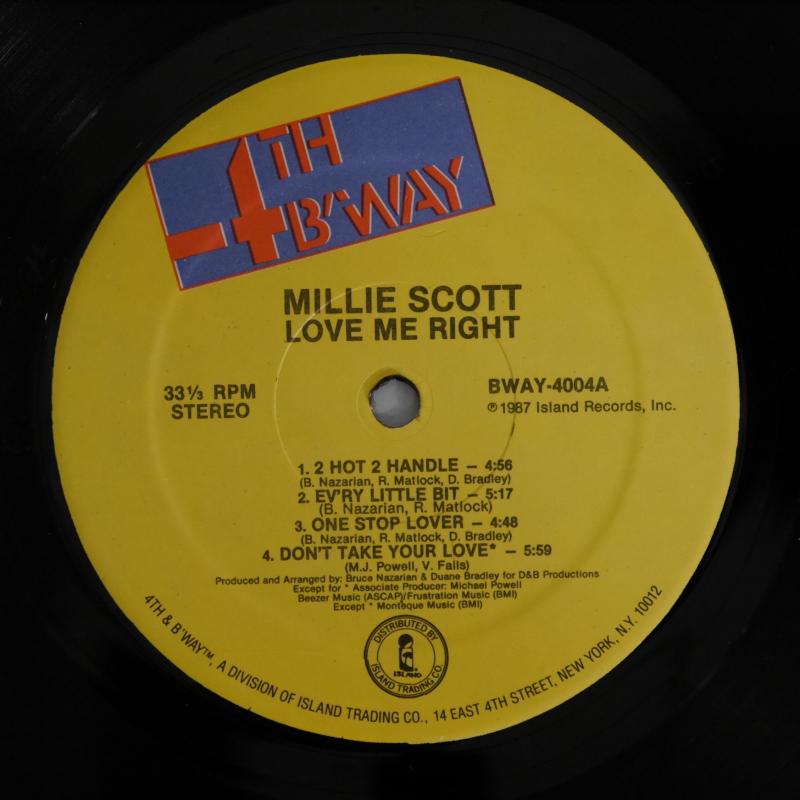 4TH
B'WAY
MILLIE SCOTT
LOVE ME RIGHT
33⅓ RPM
STEREO
BWAY-4004A
℗1987 Island Records, Inc.
1. 2 HOT 2 HANDLE – 4:56
(B. Nazarian, R. Matlock, D. Bradley)
2. EV'RY LITTLE BIT – 5:17
(B. Nazarian, R. Matlock)
3. ONE STOP LOVER – 4:48
(B. Nazarian, R. Matlock, D. Bradley)
4. DON'T TAKE YOUR LOVE* – 5:59
(M.J. Powell, V. Falls)
Produced and Arranged by: Bruce Nazarian & Duane Bradley for D&B Productions
Except for * Associate Producer: Michael Powell
Beezer Music (ASCAP)/Frustration Music (BMI)
Except * Monteque Music (BMI)
DISTRIBUTED BY
ISLAND
ISLAND TRADING CO.
4TH & B'WAY™, A DIVISION OF ISLAND TRADING CO., 14 EAST 4TH STREET, NEW YORK, N.Y. 10012